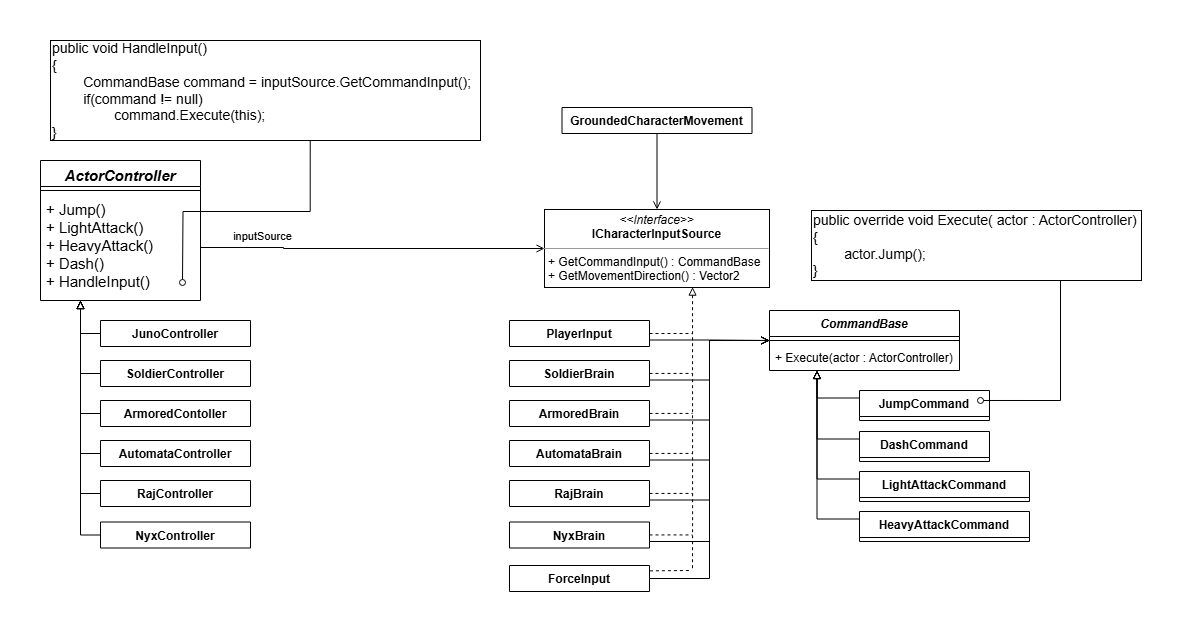 public void HandleInput()
{
CommandBase command = inputSource.GetCommandInput();
if(command != null)
command.Execute(this);
}
ActorController
+ Jump()
+ LightAttack()
+ HeavyAttack()
+ Dash()
+ HandleInput()
JunoController
SoldierController
ArmoredContoller
AutomataController
RajController
NyxController
inputSource
GroundedCharacterMovement
<<Interface>>
ICharacterInputSource
+ GetCommandInput() : CommandBase
+ GetMovementDirection() : Vector2
PlayerInput
SoldierBrain
ArmoredBrain
AutomataBrain
RajBrain
NyxBrain
ForceInput
public override void Execute( actor : ActorController)
{
actor.Jump();
}
CommandBase
+ Execute(actor : ActorController)
JumpCommand
DashCommand
LightAttackCommand
HeavyAttackCommand